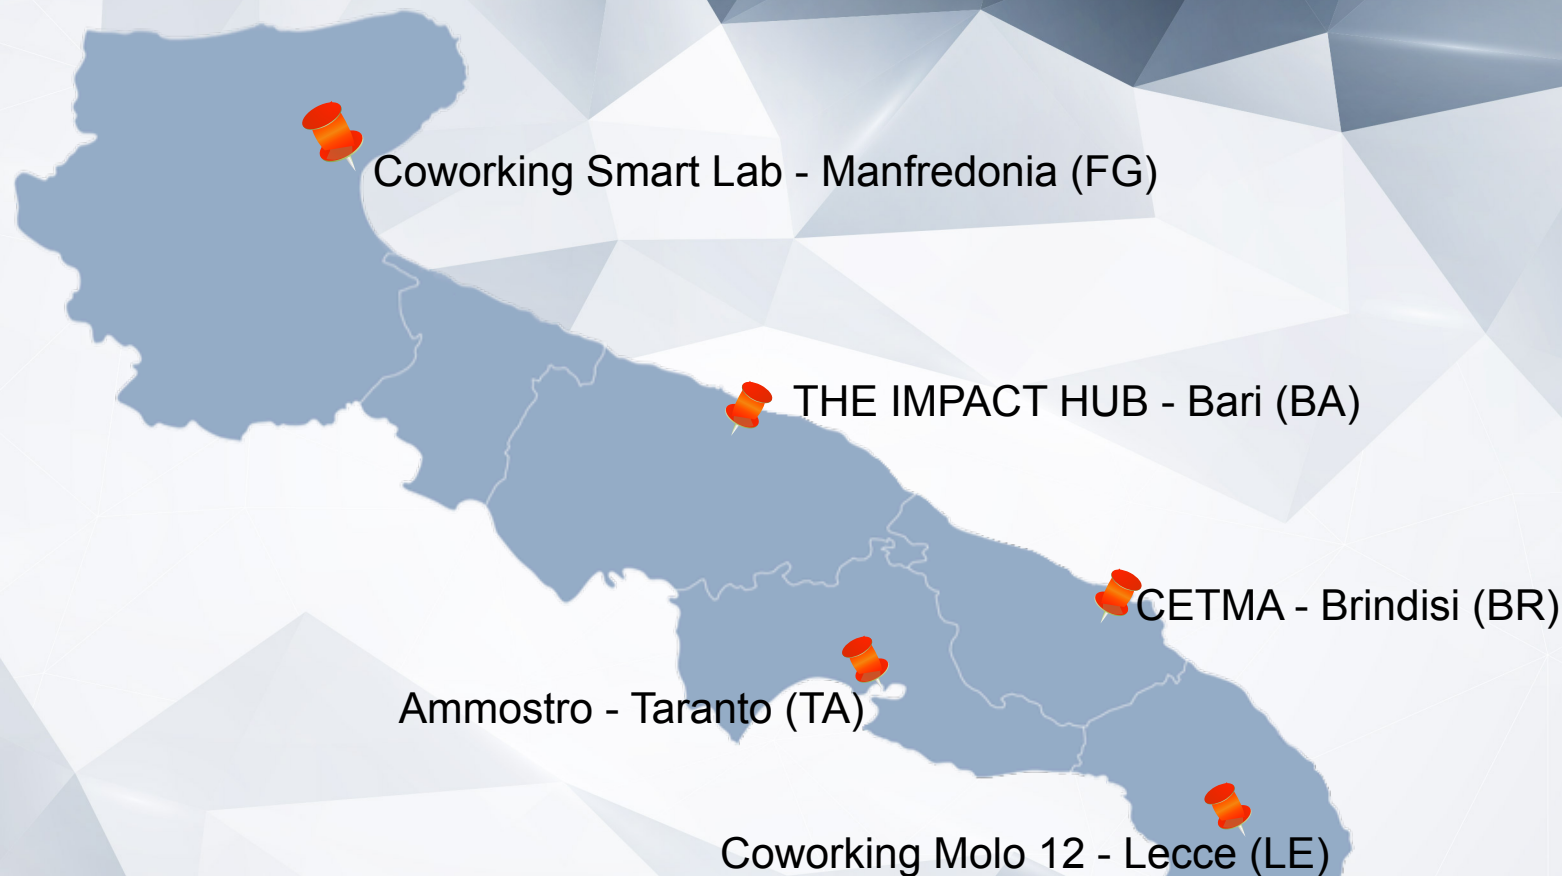 Coworking Smart Lab - Manfredonia (FG)
THE IMPACT HUB - Bari (BA)
CETMA - Brindisi (BR)
Ammostro - Taranto (TA)
Coworking Molo 12 - Lecce (LE)